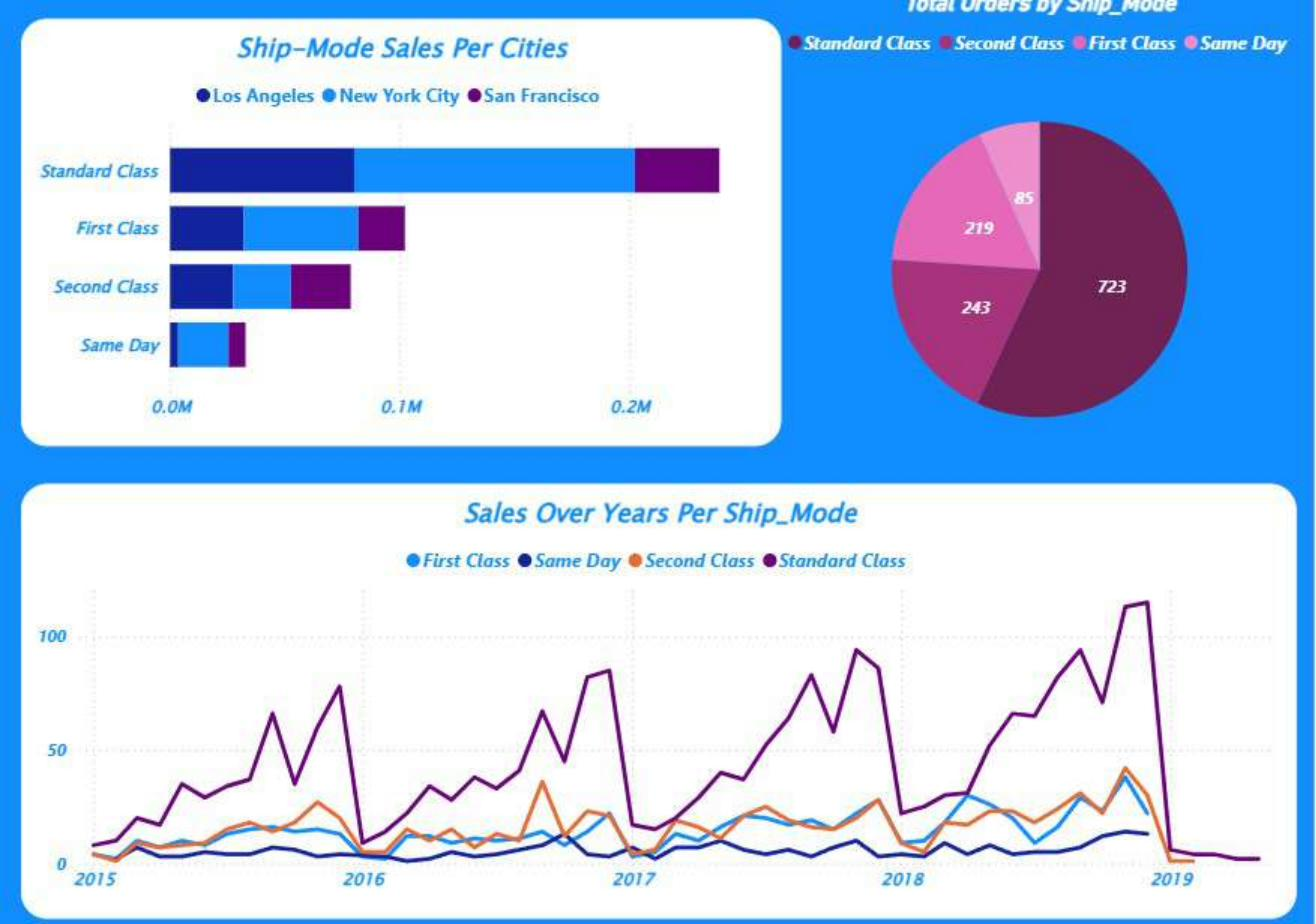 Total Orders by Ship_Mode
Standard Class Second Class First Class Same Day
723
243
219
85
Ship-Mode Sales Per Cities
Los Angeles New York City San Francisco
Standard Class
First Class
Second Class
Same Day
0.0M 0.1M 0.2M
Sales Over Years Per Ship_Mode
First Class Same Day Second Class Standard Class
100
50
0
2015 2016 2017 2018 2019